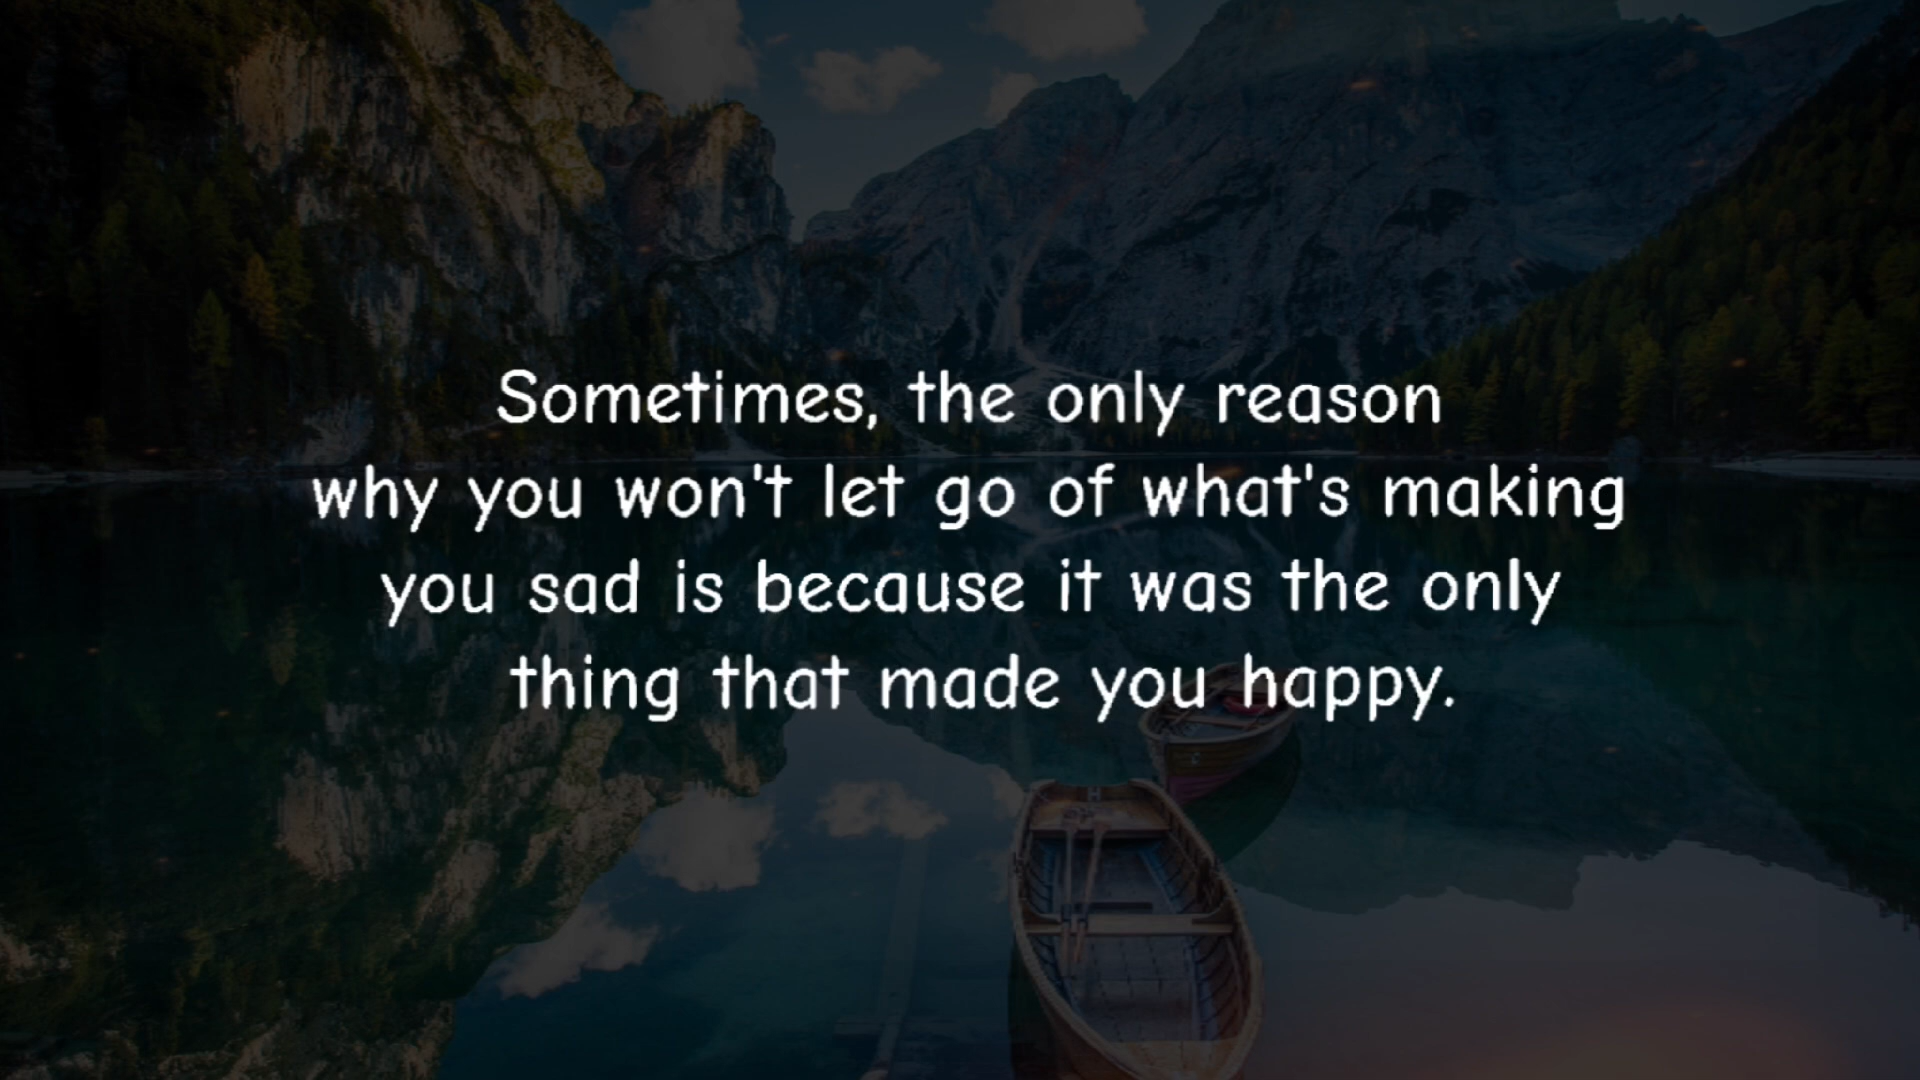 Sometimes, the only reason
why you won't let go of what's making
you sad is because it was the only
thing that made you happy.